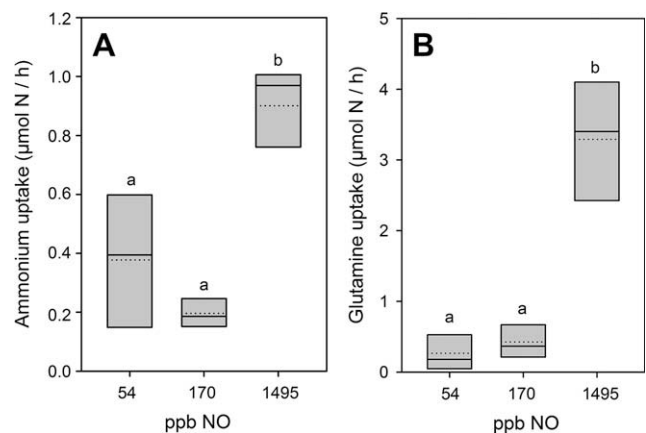 A
Ammonium uptake (µmol N / h)
1.2
1.0
0.8
0.6
0.4
0.2
0.0
a
a
b
54
170
1495
ppb NO
B
Glutamine uptake (µmol N / h)
5
4
3
2
1
0
a
a
b
54
170
1495
ppb NO